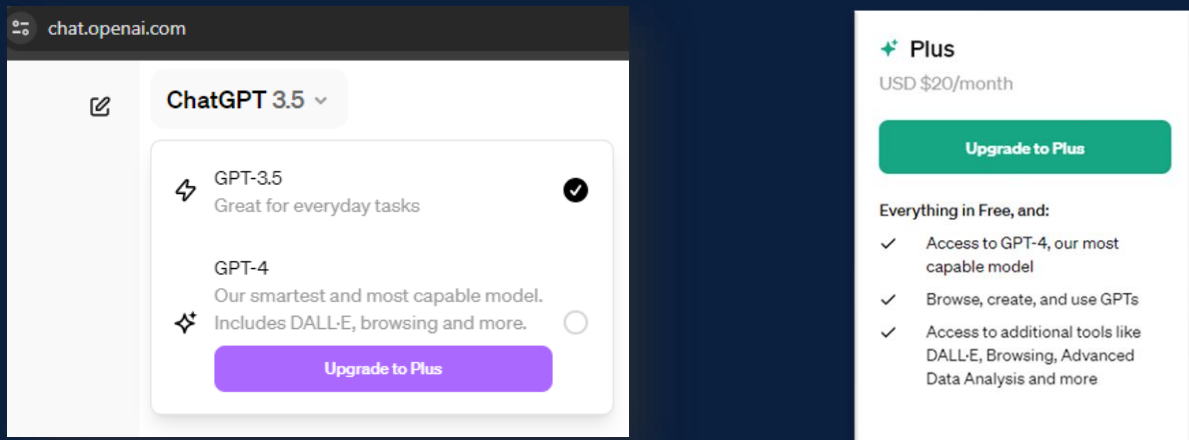 chat.openai.com
ChatGPT 3.5
GPT-3.5
Great for everyday tasks
GPT-4
Our smartest and most capable model.
Includes DALL·E, browsing and more.
Upgrade to Plus
Plus
USD $20/month
Upgrade to Plus
Everything in Free, and:
Access to GPT-4, our most
capable model
Browse, create, and use GPTs
Access to additional tools like
DALL·E, Browsing, Advanced
Data Analysis and more